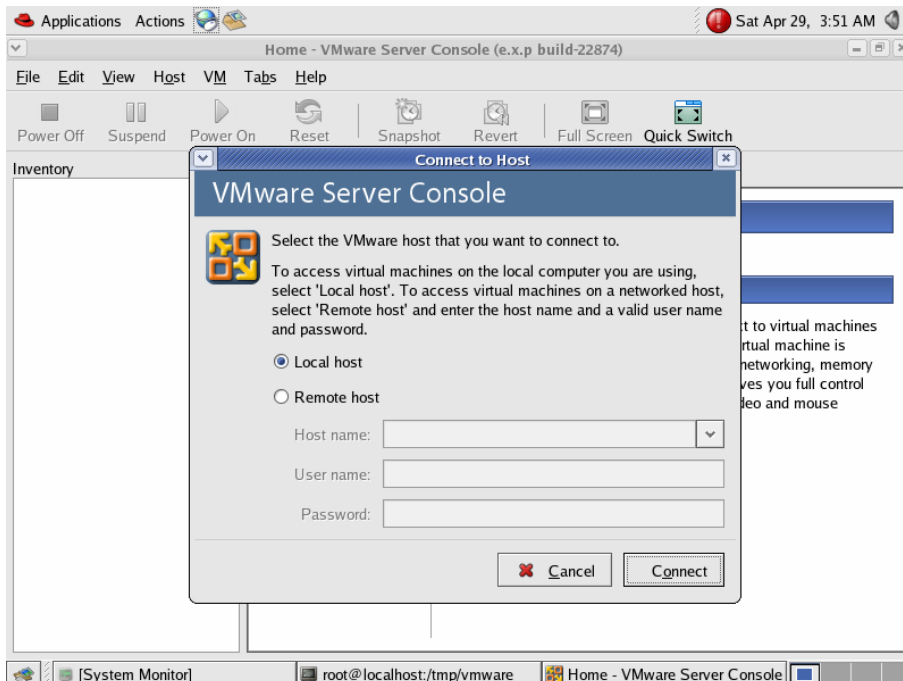 Applications Actions Sat Apr 29, 3:51 AM
Home - VMware Server Console (e.x.p build-22874)
File Edit View Host VM Tabs Help
Power Off Suspend Power On Reset Snapshot Revert Full Screen Quick Switch
Inventory
Connect to Host
VMware Server Console
Select the VMware host that you want to connect to.
To access virtual machines on the local computer you are using,
select 'Local host'. To access virtual machines on a networked host,
select 'Remote host' and enter the host name and a valid user name
and password.
Local host
Remote host
Host name:
User name:
Password:
Cancel Connect
to virtual machines
machine is
networking, memory
you full control
and mouse
[System Monitor] root@localhost:/tmp/vmware Home - VMware Server Console